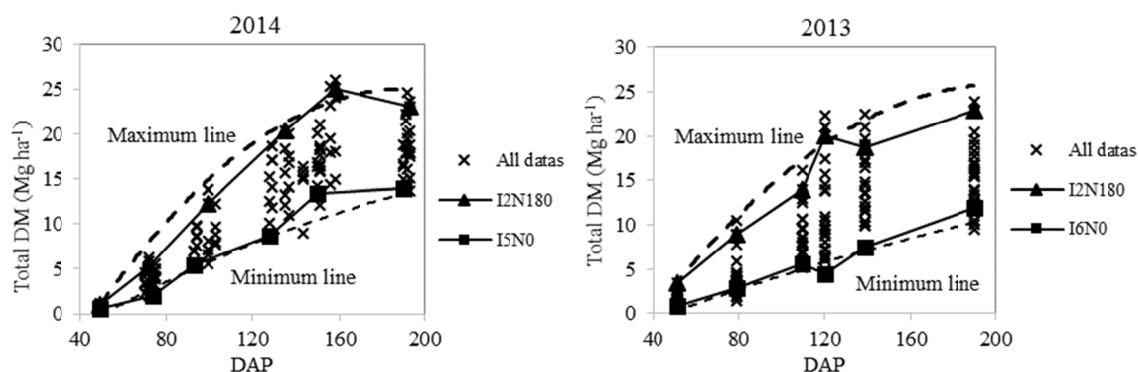 2014
30
25
20
15
10
5
0
Total DM (Mg ha⁻¹)
Maximum line
Minimum line
40 80 120 160 200
DAP
All datas
I2N180
I5N0
2013
30
25
20
15
10
5
0
Total DM (Mg ha⁻¹)
Maximum line
Minimum line
40 80 120 160 200
DAP
All datas
I2N180
I6N0